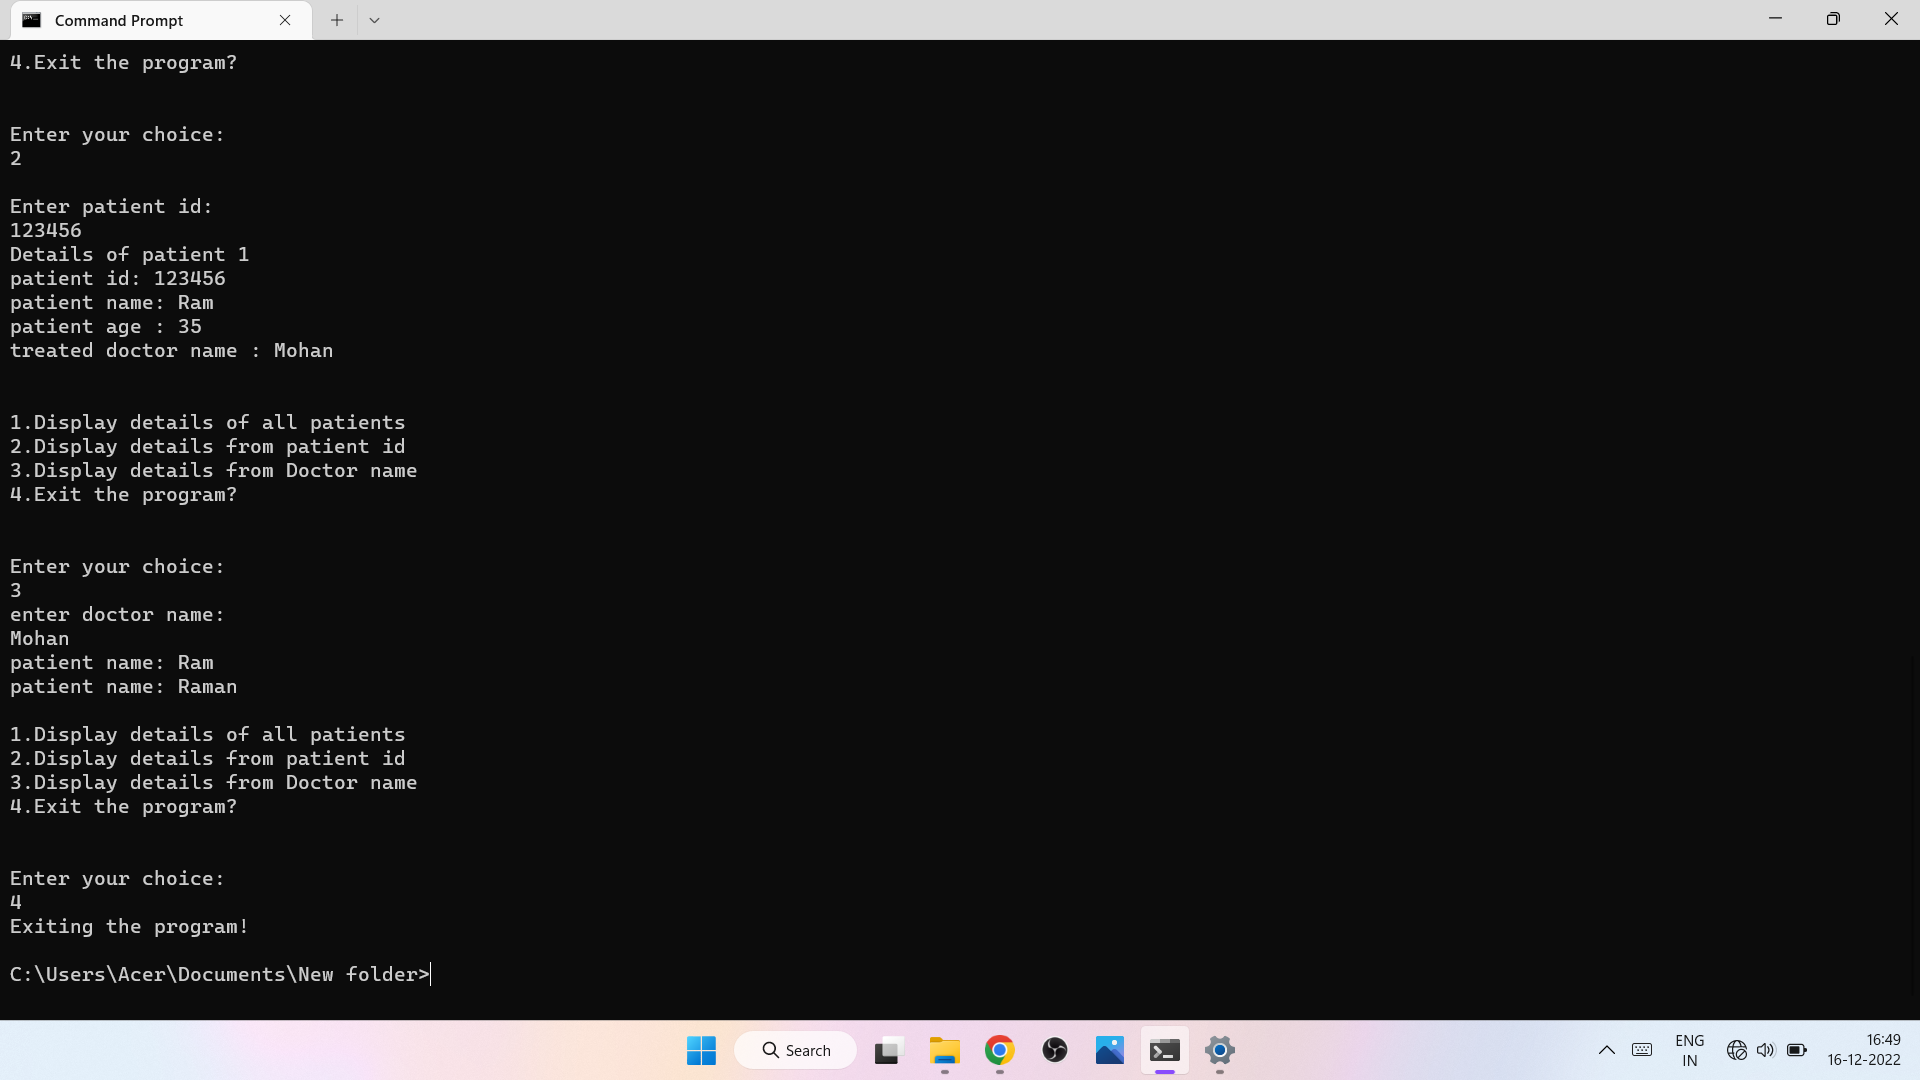 Command Prompt
4.Exit the program?
Enter your choice:
2
Enter patient id:
123456
Details of patient 1
patient id: 123456
patient name: Ram
patient age : 35
treated doctor name : Mohan
1.Display details of all patients
2.Display details from patient id
3.Display details from Doctor name
4.Exit the program?
Enter your choice:
3
enter doctor name:
Mohan
patient name: Ram
patient name: Raman
1.Display details of all patients
2.Display details from patient id
3.Display details from Doctor name
4.Exit the program?
Enter your choice:
4
Exiting the program!
C:\Users\Acer\Documents\New folder>
Search
ENG
IN
16:49
16-12-2022